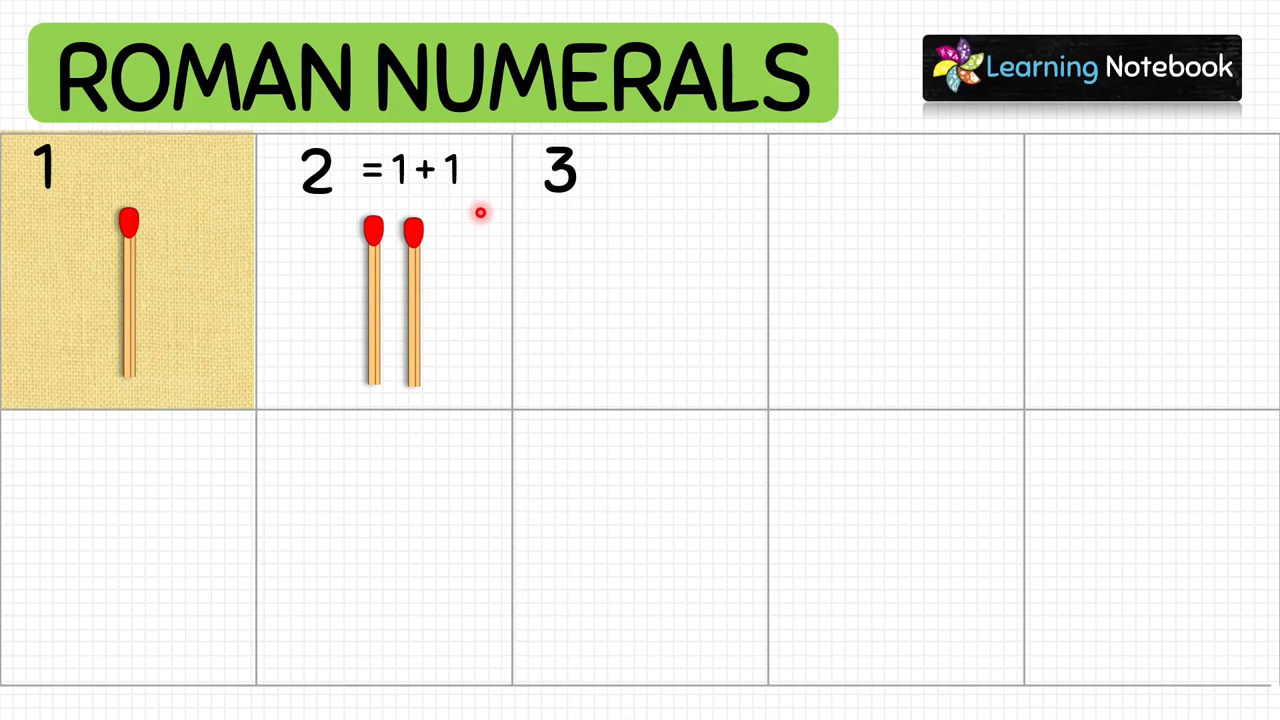 ROMAN NUMERALS
Learning Notebook
1
2 = 1 + 1
3